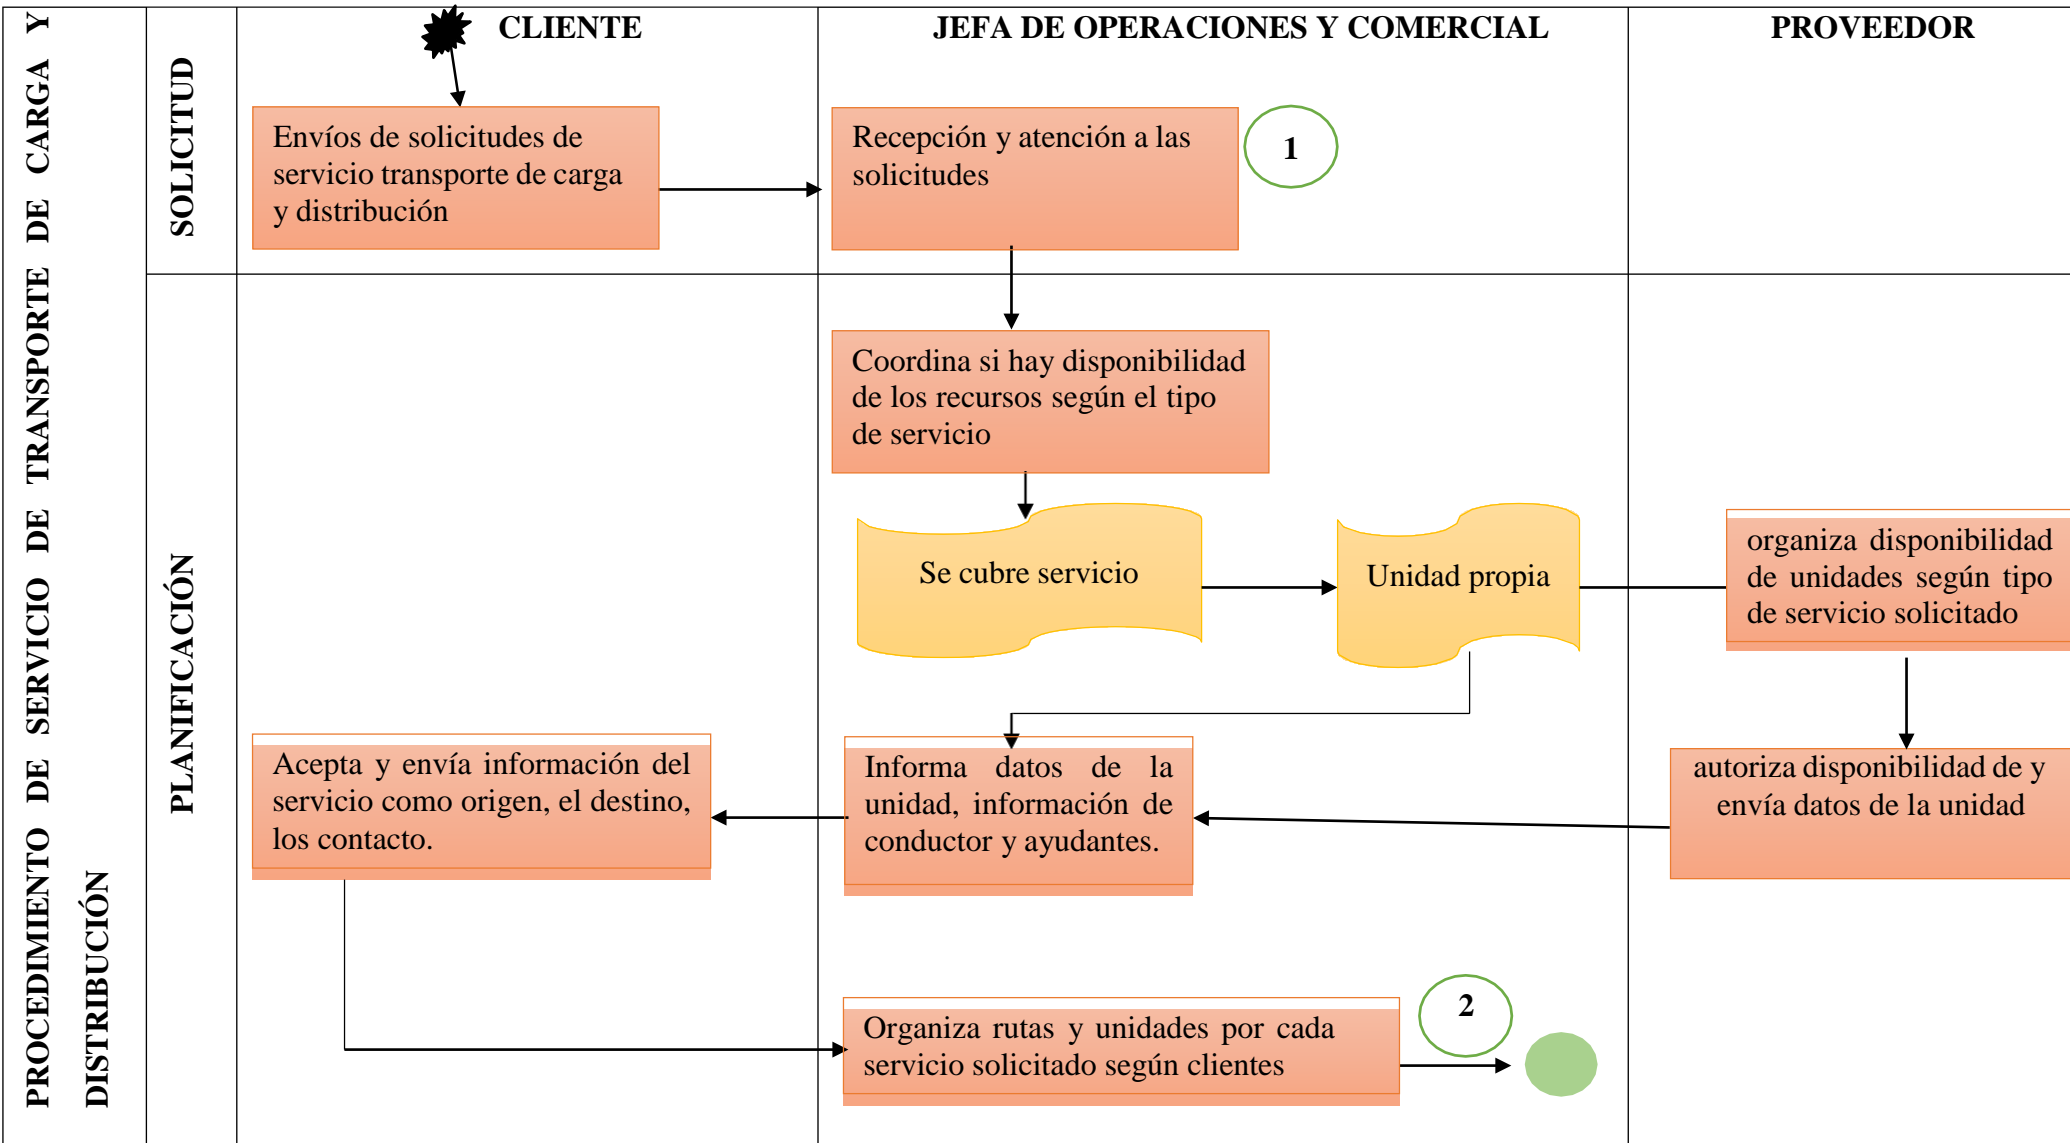 PROCEDIMIENTO DE SERVICIO DE TRANSPORTE DE CARGA Y
DISTRIBUCIÓN
CLIENTE
JEFA DE OPERACIONES Y COMERCIAL
PROVEEDOR
SOLICITUD
Envíos de solicitudes de
servicio transporte de carga
y distribución
Recepción y atención a las
solicitudes
1
PLANIFICACIÓN
Coordina si hay disponibilidad
de los recursos según el tipo
de servicio
Se cubre servicio
Unidad propia
organiza disponibilidad
de unidades según tipo
de servicio solicitado
autoriza disponibilidad de y
envía datos de la unidad
Informa datos de la
unidad, información de
conductor y ayudantes.
Acepta y envía información del
servicio como origen, el destino,
los contacto.
Organiza rutas y unidades por cada
servicio solicitado según clientes
2